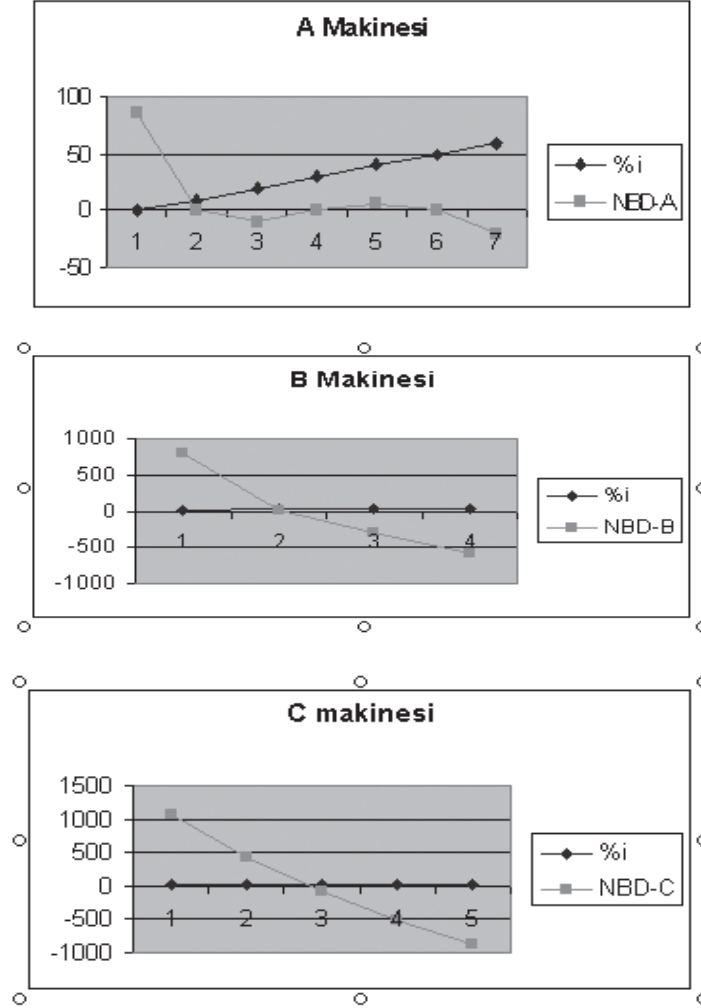 A Makinesi
100
50
0
-50
1 2 3 4 5 6 7
%i
NBD-A
B Makinesi
1000
500
0
-500
-1000
1 2 3 4
%i
NBD-B
C makinesi
1500
1000
500
0
-500
-1000
1 2 3 4 5
%i
NBD-C